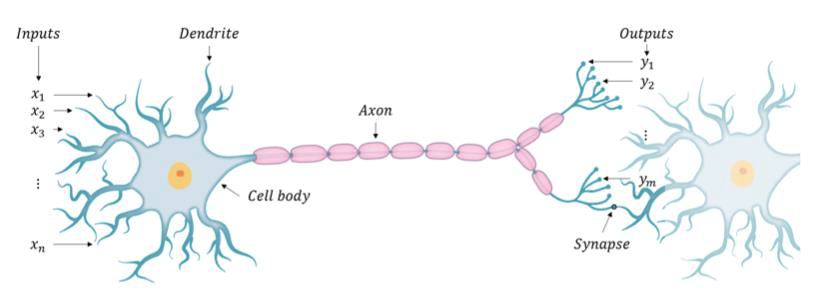 Inputs
Dendrite
Outputs
x₁
x₂
x₃
⋮
xₙ
Axon
Cell body
y₁
y₂
⋮
yₘ
Synapse